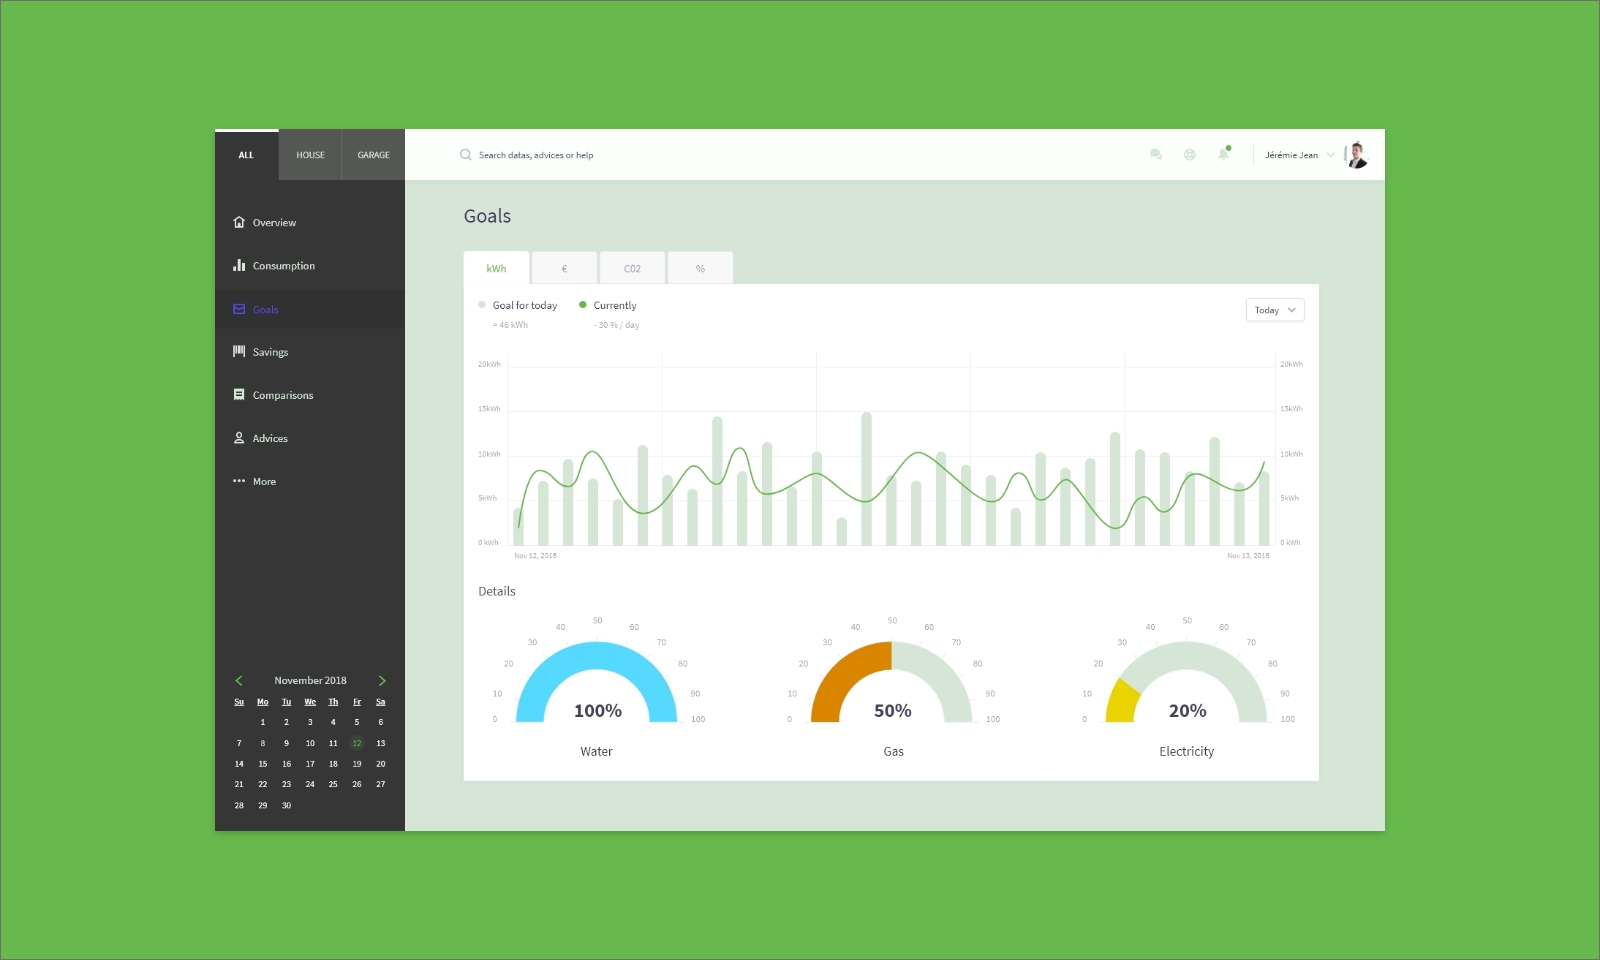 ALL HOUSE GARAGE
Search datas, advices or help
Jérémie Jean
Overview
Consumption
Goals
Savings
Comparisons
Advices
More
November 2018
Su Mo Tu We Th Fr Sa
1 2 3 4 5 6
7 8 9 10 11 12 13
14 15 16 17 18 19 20
21 22 23 24 25 26 27
28 29 30
Goals
kWh € C02 %
Goal for today Currently
= 46 kWh - 30 % / day
Today
20kWh 20kWh
15kWh 15kWh
10kWh 10kWh
5kWh 5kWh
0 kWh 0 kWh
Nov 12, 2018 Nov 13, 2018
Details
0 10 20 30 40 50 60 70 80 90 100
100%
Water
0 10 20 30 40 50 60 70 80 90 100
50%
Gas
0 10 20 30 40 50 60 70 80 90 100
20%
Electricity